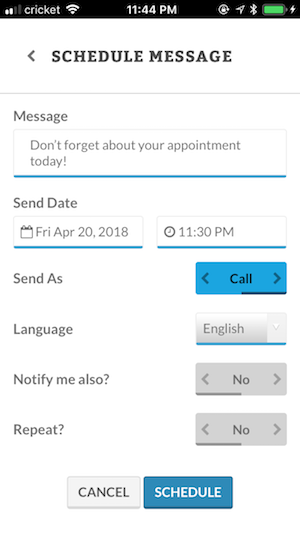 cricket 11:44 PM
SCHEDULE MESSAGE
Message
Don't forget about your appointment
today!
Send Date
Fri Apr 20, 2018 11:30 PM
Send As Call
Language English
Notify me also? No
Repeat? No
CANCEL SCHEDULE